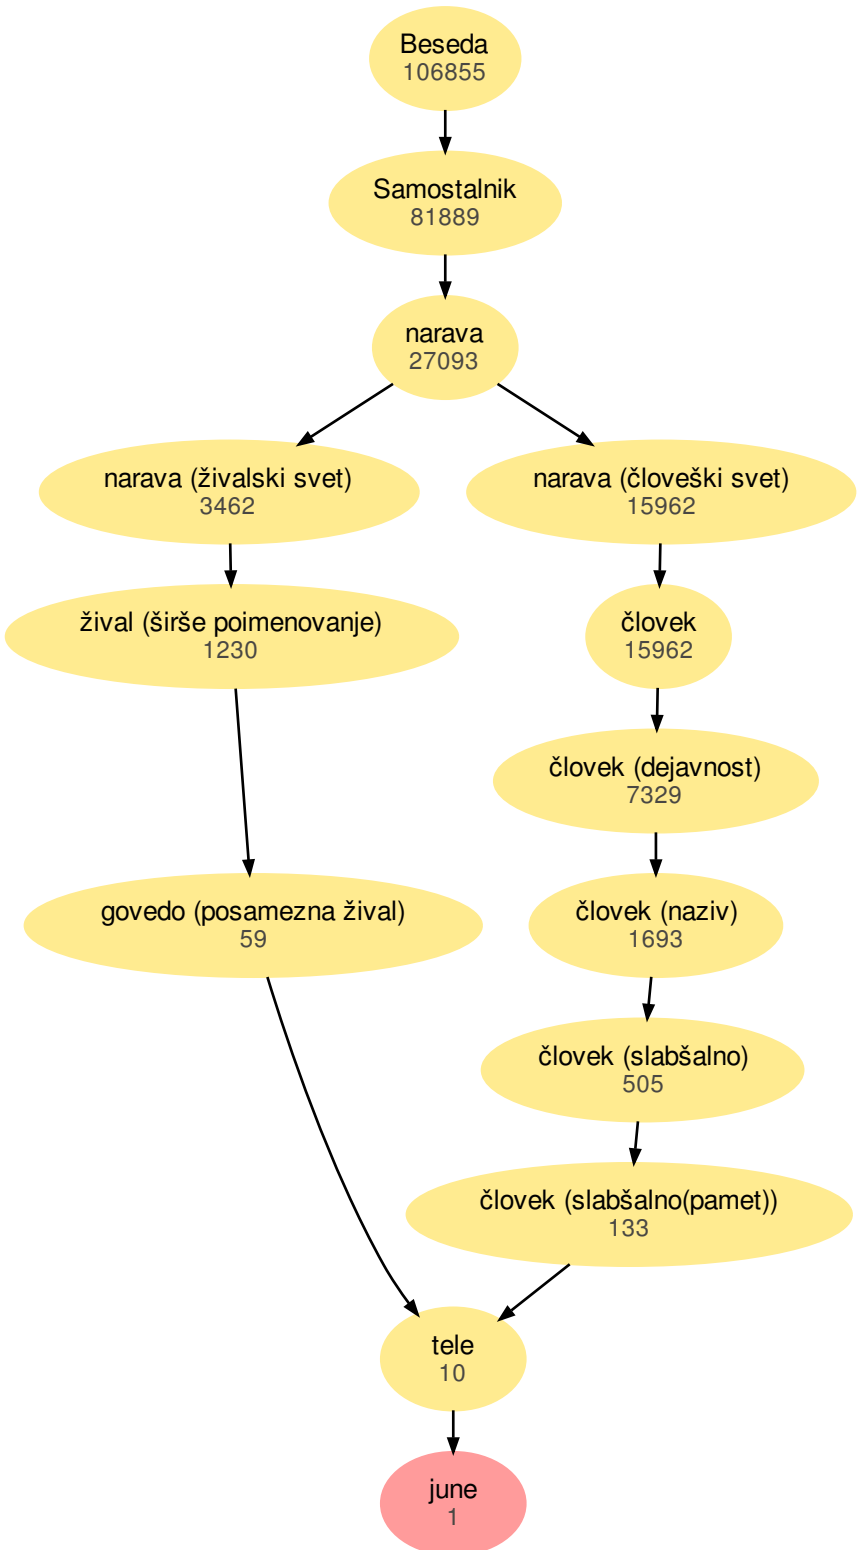 Beseda
106855
Samostalnik
81889
narava
27093
narava (živalski svet)
3462
narava (človeški svet)
15962
žival (širše poimenovanje)
1230
človek
15962
človek (dejavnost)
7329
govedo (posamezna žival)
59
človek (naziv)
1693
človek (slabšalno)
505
človek (slabšalno(pamet))
133
tele
10
june
1